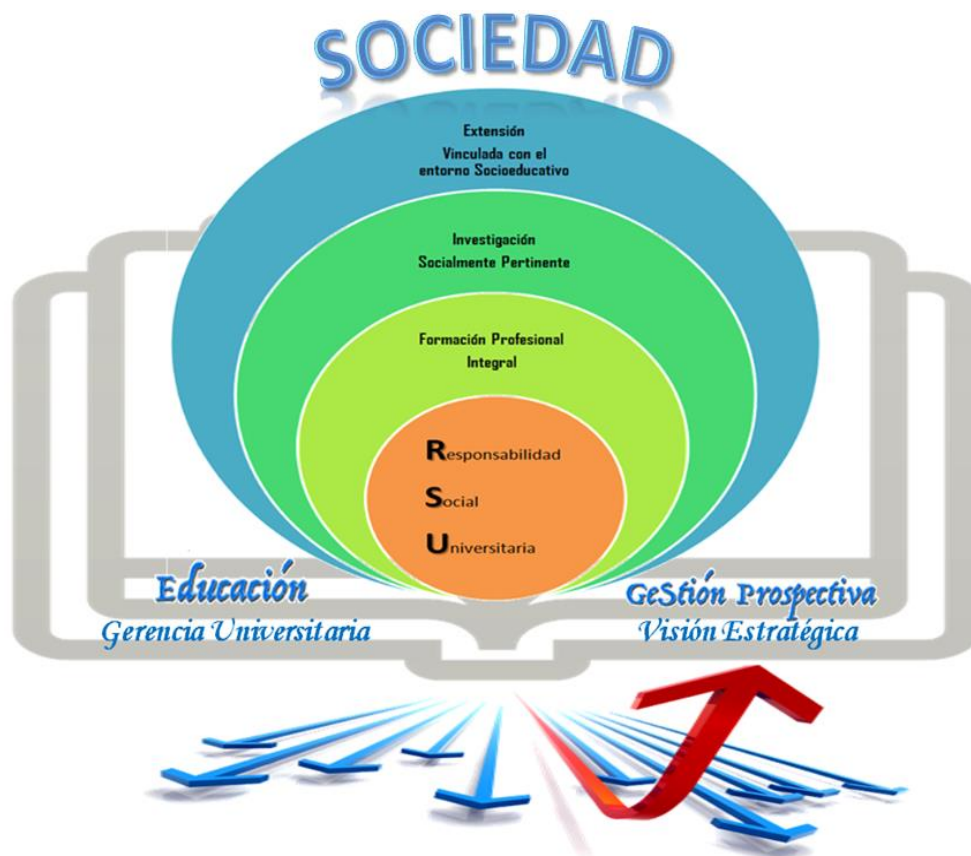 SOCIEDAD
Extensión
Vinculada con el
entorno Socioeducativo
Investigación
Socialmente Pertinente
Formación Profesional
Integral
Responsabilidad
Social
Universitaria
Educación
Gerencia Universitaria
GeStión Prospectiva
Visión Estratégica